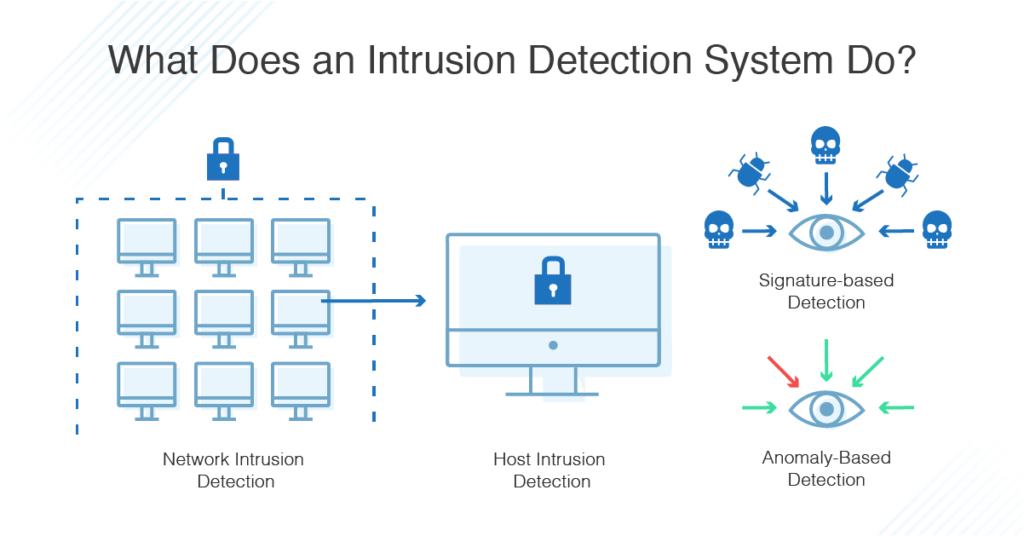 What Does an Intrusion Detection System Do?
Network Intrusion
Detection
Host Intrusion
Detection
Signature-based
Detection
Anomaly-Based
Detection